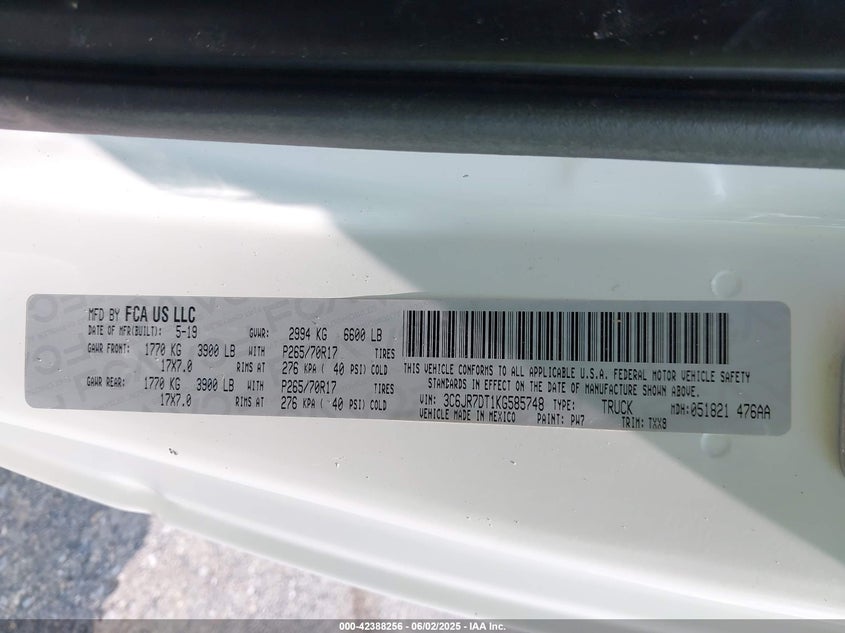 MFD BY FCA US LLC
DATE OF MFR(BUILT): 5-19 GVWR: 2994 KG 6600 LB
GAWR FRONT: 1770 KG 3900 LB WITH P265/70R17 TIRES
17X7.0 RIMS AT 276 KPA ( 40 PSI) COLD
GAWR REAR: 1770 KG 3900 LB WITH P265/70R17 TIRES
17X7.0 RIMS AT 276 KPA ( 40 PSI) COLD
THIS VEHICLE CONFORMS TO ALL APPLICABLE U.S.A. FEDERAL MOTOR VEHICLE SAFETY
STANDARDS IN EFFECT ON THE DATE OF MANUFACTURE SHOWN ABOVE.
VIN: 3C6JR7DT1KG585748 TYPE: TRUCK MDH: 051821 476AA
VEHICLE MADE IN MEXICO PAINT: PW7 TRIM: TXX8
000-42388256 - 06/02/2025 - IAA Inc.